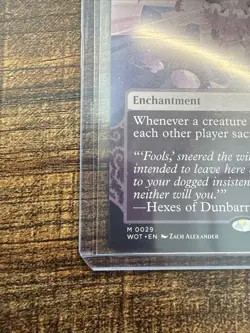 Enchantment
Whenever a creature
each other player sac
"'Fools,' sneered the wi
intended to leave here
to your dogged insisten
neither will you.'"
—Hexes of Dunbarr
M 0029
WOT • EN ZACH ALEXANDER